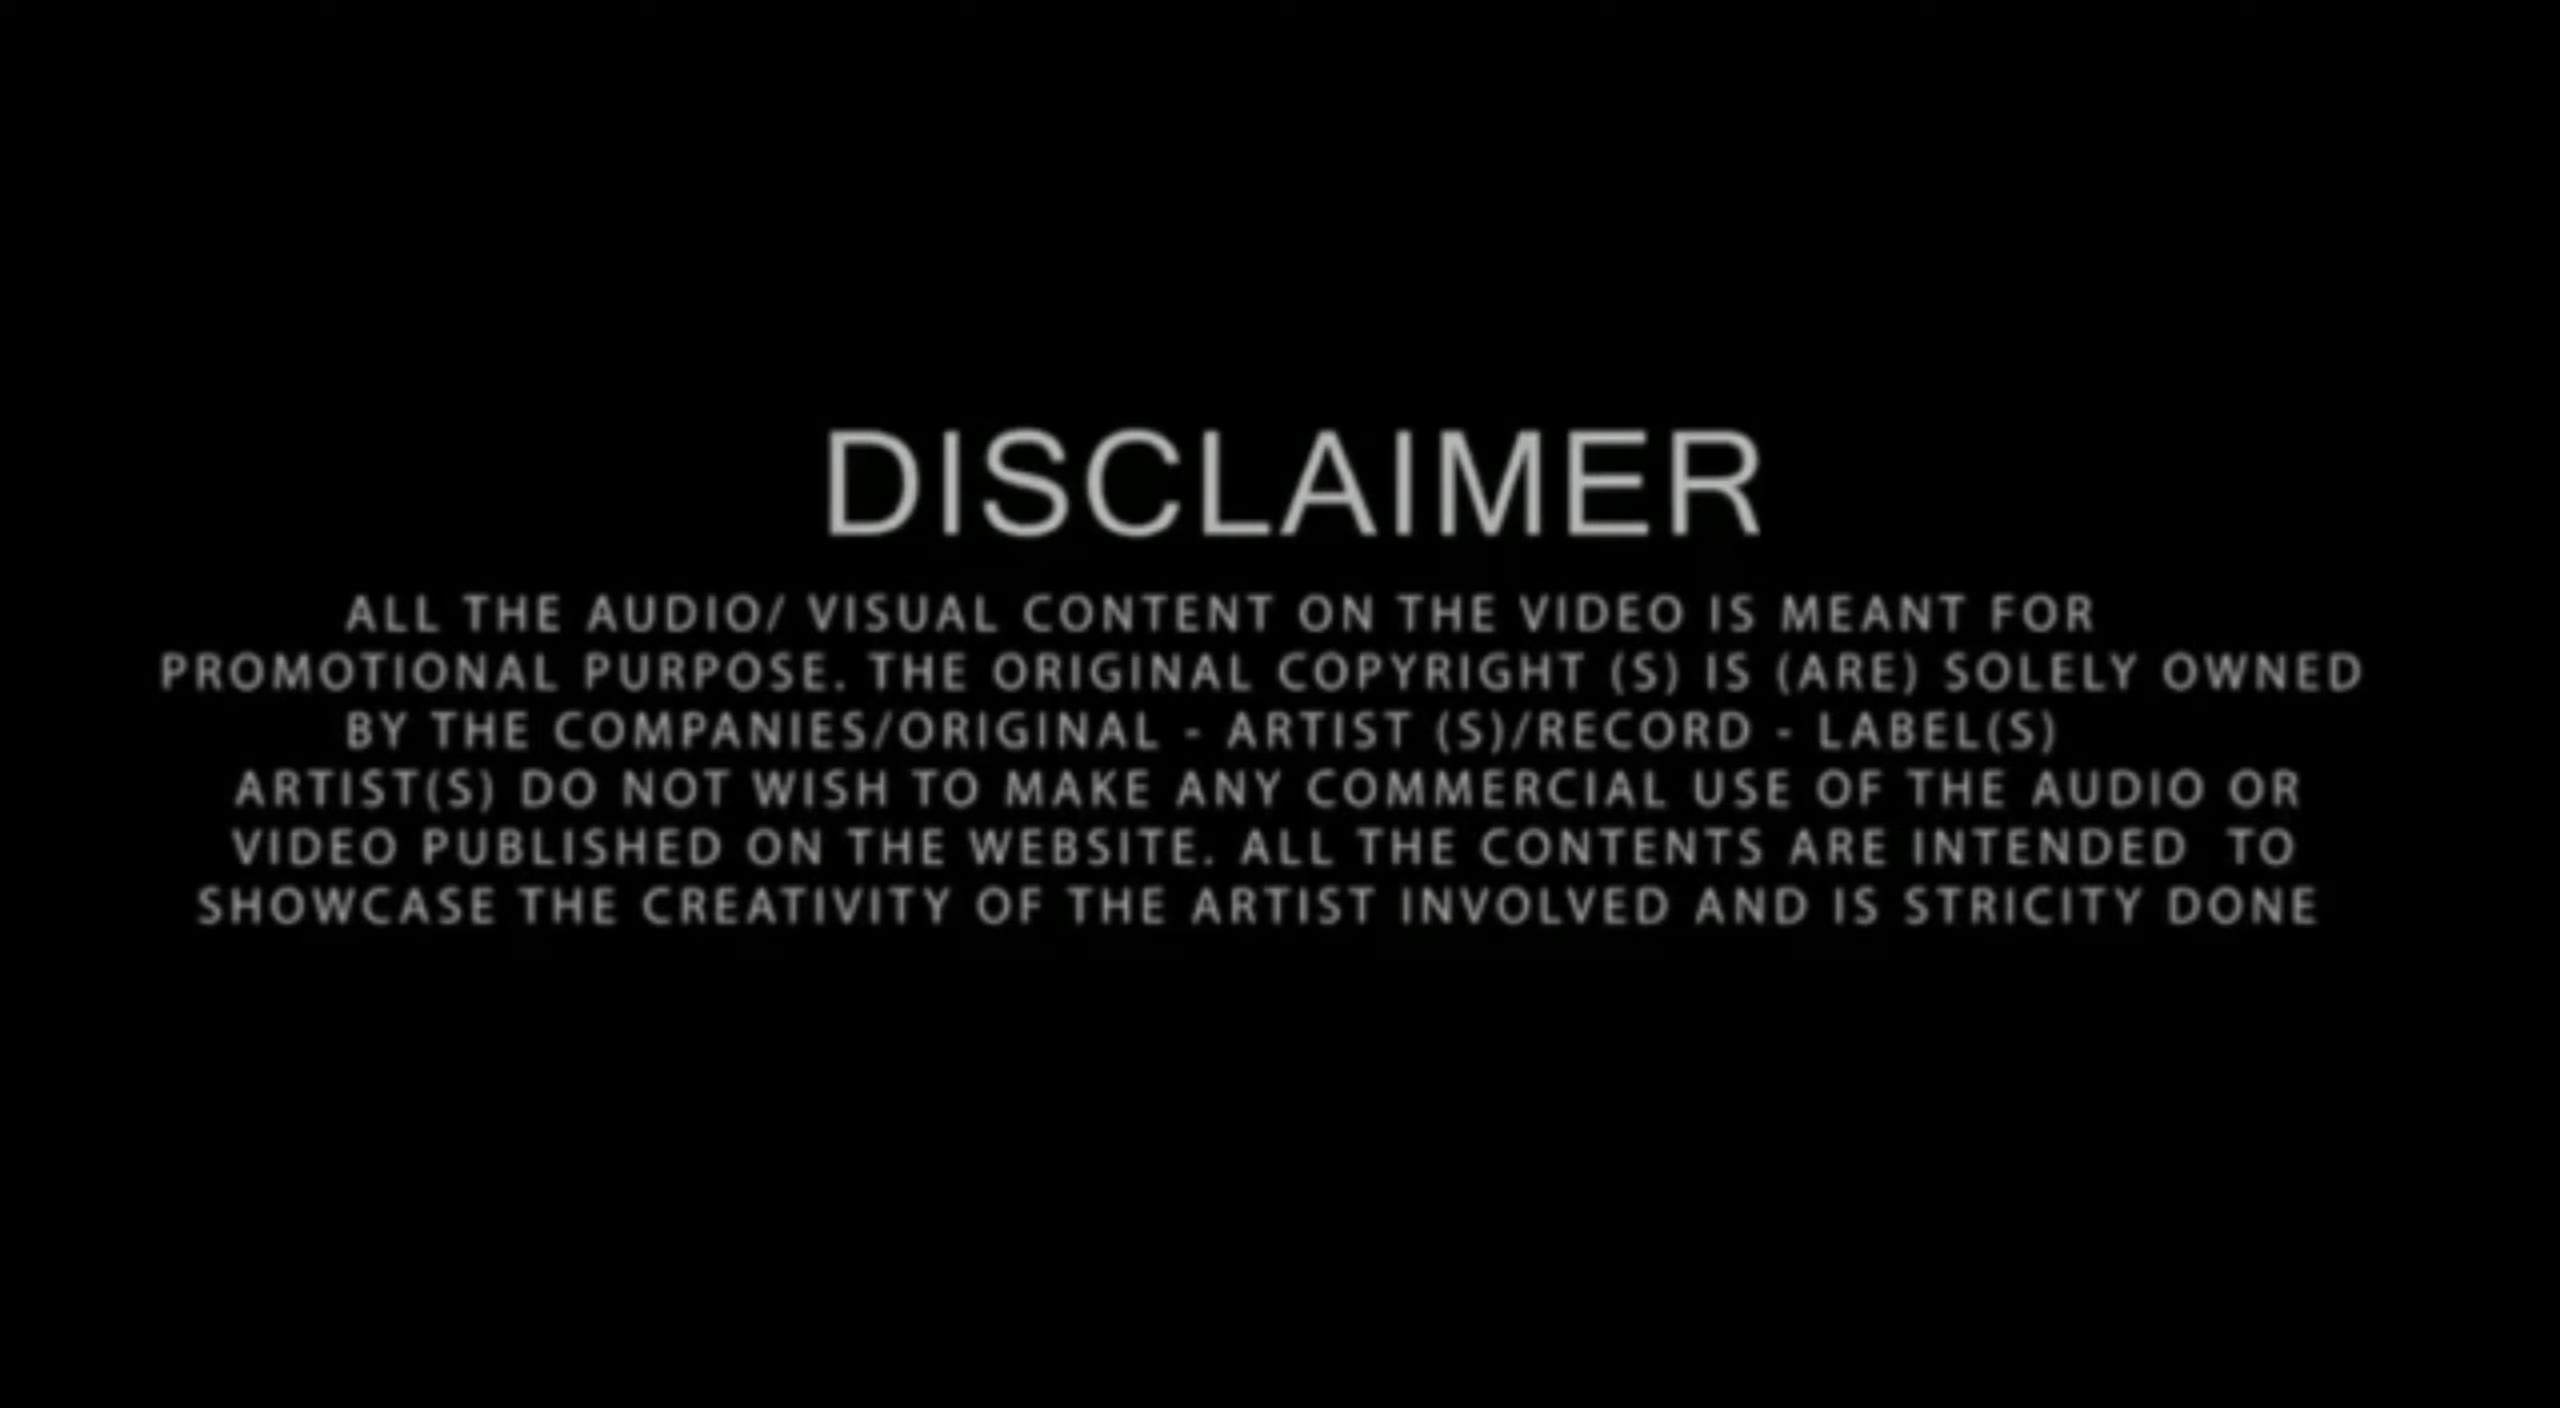 DISCLAIMER
ALL THE AUDIO/ VISUAL CONTENT ON THE VIDEO IS MEANT FOR
PROMOTIONAL PURPOSE. THE ORIGINAL COPYRIGHT (S) IS (ARE) SOLELY OWNED
BY THE COMPANIES/ORIGINAL - ARTIST (S)/RECORD - LABEL(S)
ARTIST(S) DO NOT WISH TO MAKE ANY COMMERCIAL USE OF THE AUDIO OR
VIDEO PUBLISHED ON THE WEBSITE. ALL THE CONTENTS ARE INTENDED  TO
SHOWCASE THE CREATIVITY OF THE ARTIST INVOLVED AND IS STRICITY DONE